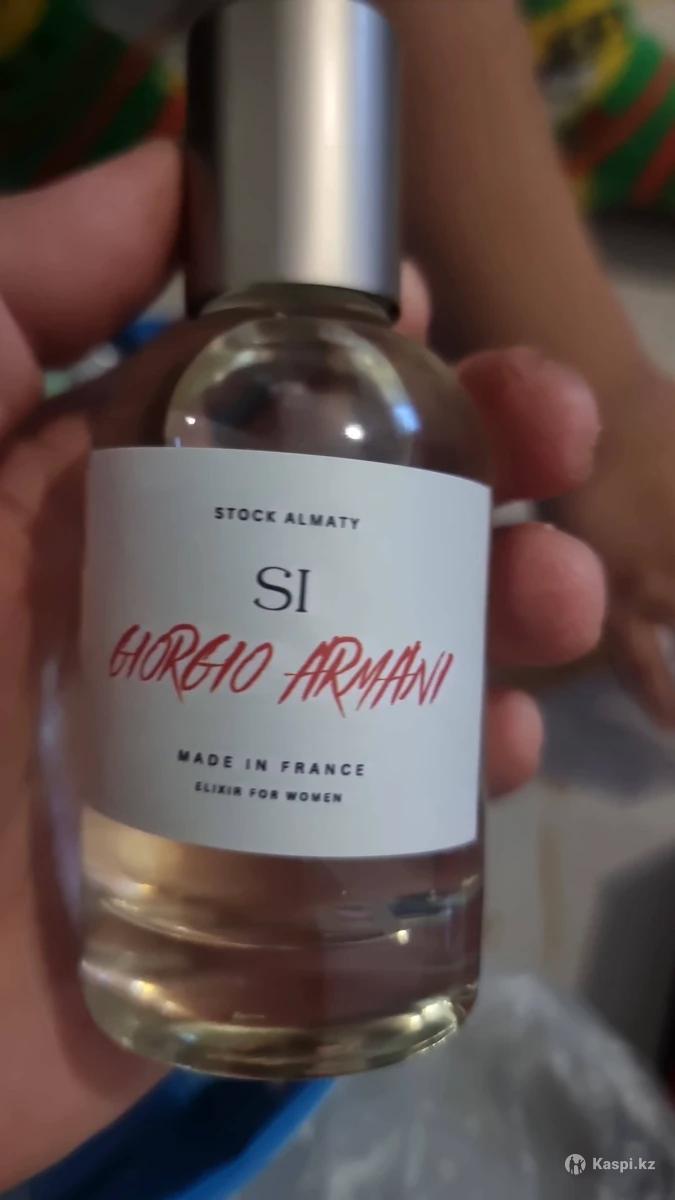 STOCK ALMATY
SI
GIORGIO ARMANI
MADE IN FRANCE
ELIXIR FOR WOMEN
Kaspi.kz